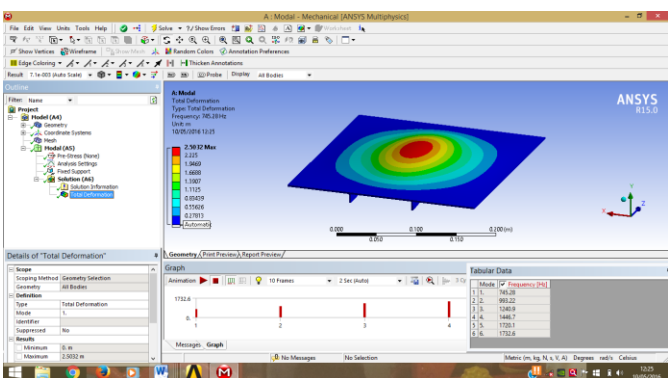 A : Modal - Mechanical [ANSYS Multiphysics]
File Edit View Units Tools Help Solve ?/ Show Errors Worksheet
Show Vertices Wireframe Show Mesh Random Colors Annotation Preferences
Edge Coloring Thicken Annotations
Result 7.1e-003 (Auto Scale) Probe Display All Bodies
Outline
Filter: Name
Project
Model (A4)
Geometry
Coordinate Systems
Mesh
Modal (A5)
Pre-Stress (None)
Analysis Settings
Fixed Support
Solution (A6)
Solution Information
Total Deformation
A: Modal
Total Deformation
Type: Total Deformation
Frequency: 745.28 Hz
Unit: m
10/05/2016 12:25
2.5032 Max
2.225
1.9469
1.6688
1.3907
1.1125
0.83439
0.55626
0.27813
Automatic
ANSYS
R15.0
Y
X
Z
0.000 0.100 0.200 (m)
0.050 0.150
Geometry Print Preview Report Preview
Details of "Total Deformation"
Scope
Scoping Method Geometry Selection
Geometry All Bodies
Definition
Type Total Deformation
Mode 1.
Identifier
Suppressed No
Results
Minimum 0. m
Maximum 2.5032 m
Graph
Animation 10 Frames 2 Sec (Auto)
1732.6
0.
1 2 3 4
Messages Graph
Tabular Data
Mode Frequency [Hz]
1 1. 745.28
2 2. 983.22
3 3. 1240.9
4 4. 1446.7
5 5. 1720.1
6 6. 1732.6
No Messages No Selection Metric (m, kg, N, s, V, A) Degrees rad/s Celsius
12:25
10/05/2016